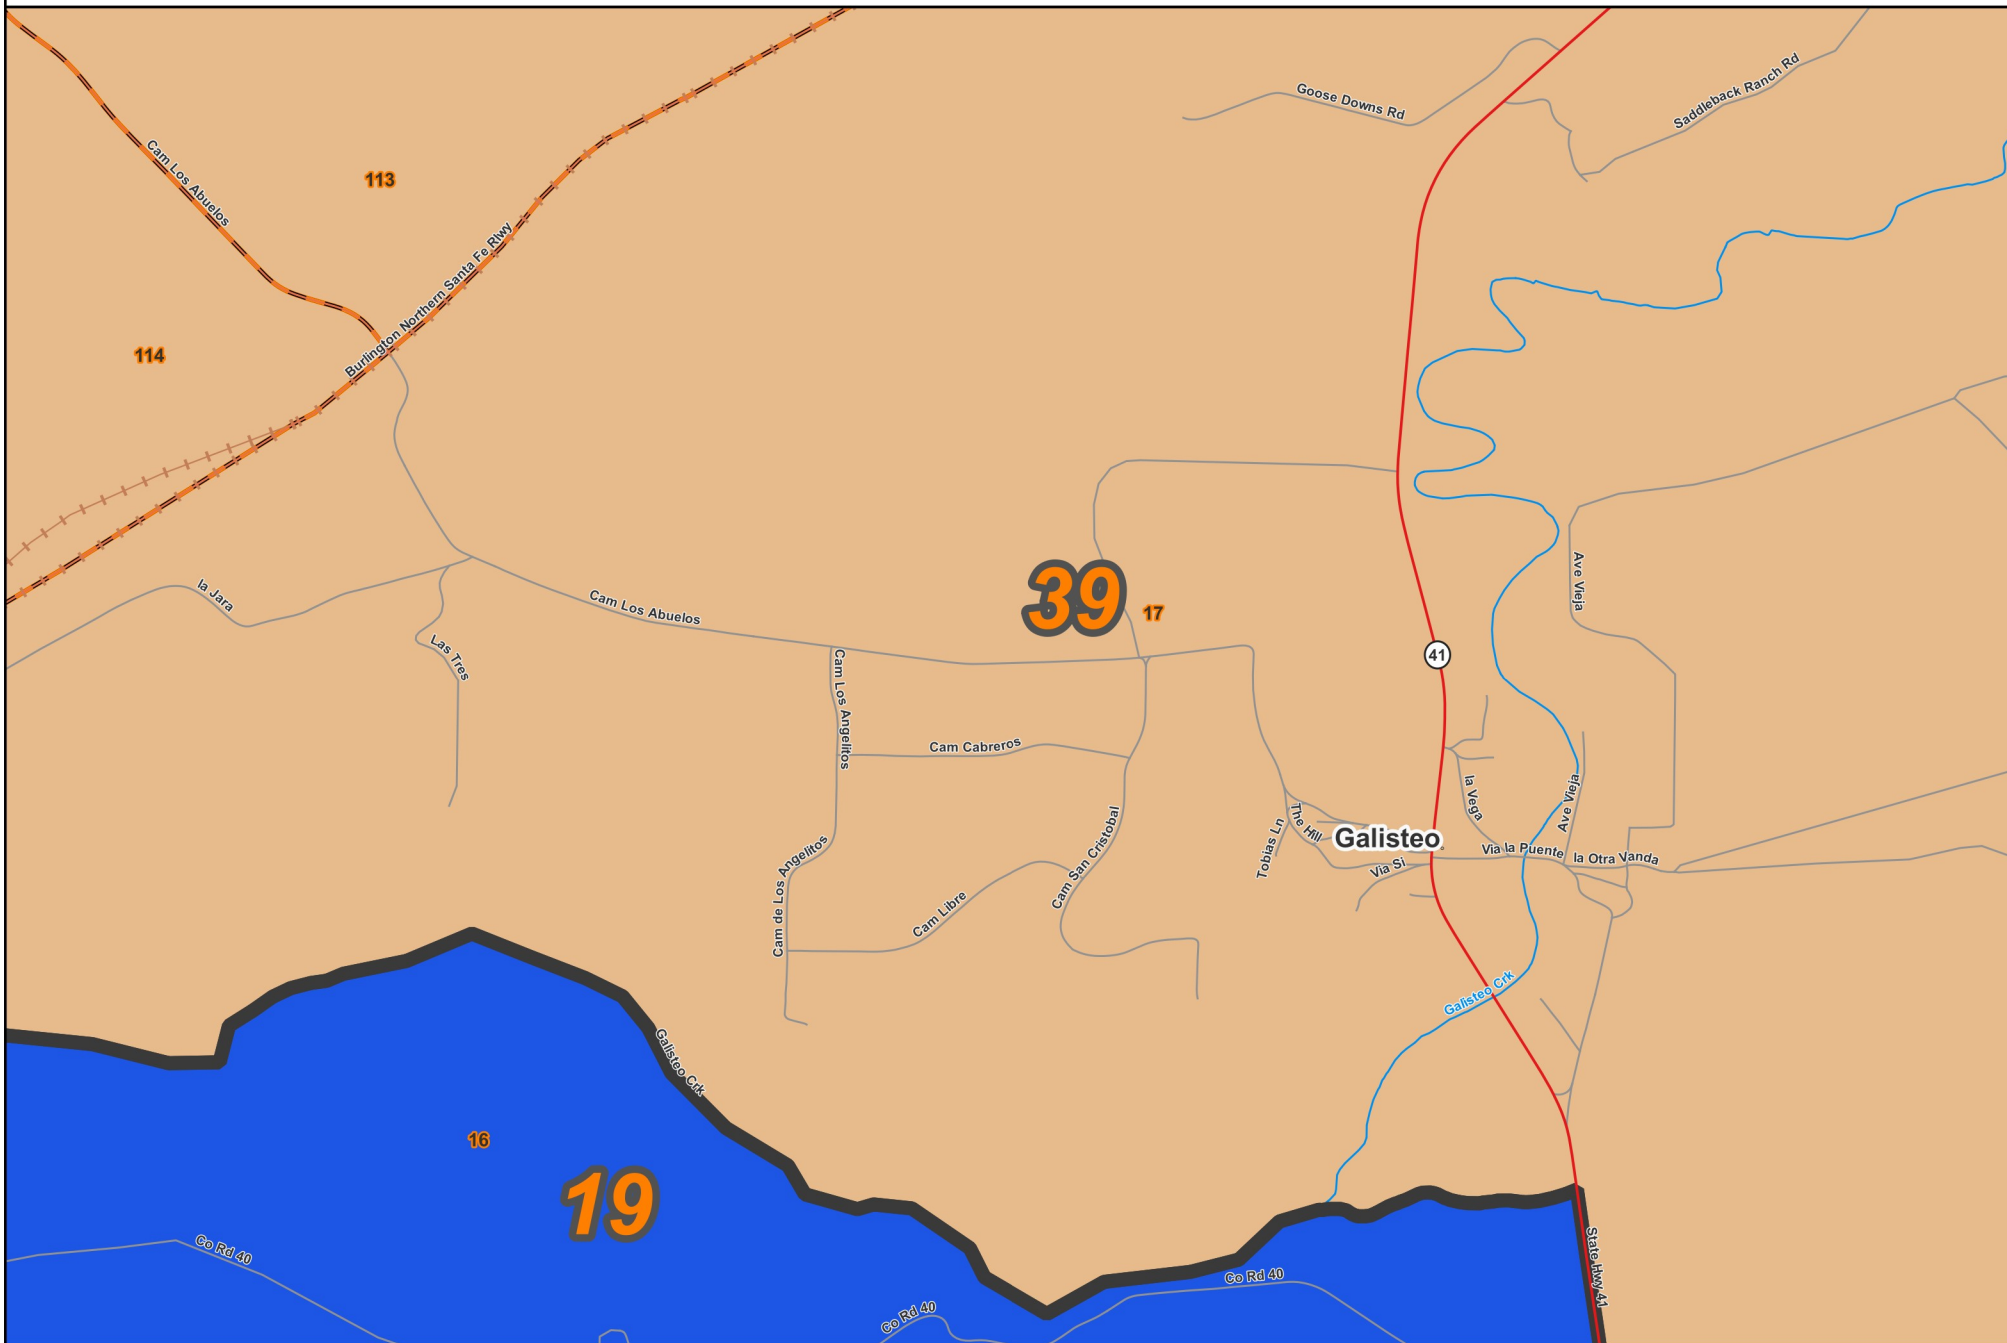 Goose Downs Rd
Saddleback Ranch Rd
Cam Los Abuelos
113
Burlington Northern Santa Fe Rlwy
114
Ave Vieja
39
17
la Jara
Cam Los Abuelos
Las Tres
41
Cam Los Angelitos
Cam Cabreros
la Vega
Ave Vieja
The Hill
Galisteo
Tobias Ln
Via Si
Via la Puente
la Otra Vanda
Cam San Cristobal
Cam de Los Angelitos
Cam Libre
Galisteo Crk
Galisteo Crk
16
19
Co Rd 40
State Hwy 41
Co Rd 40
Co Rd 40